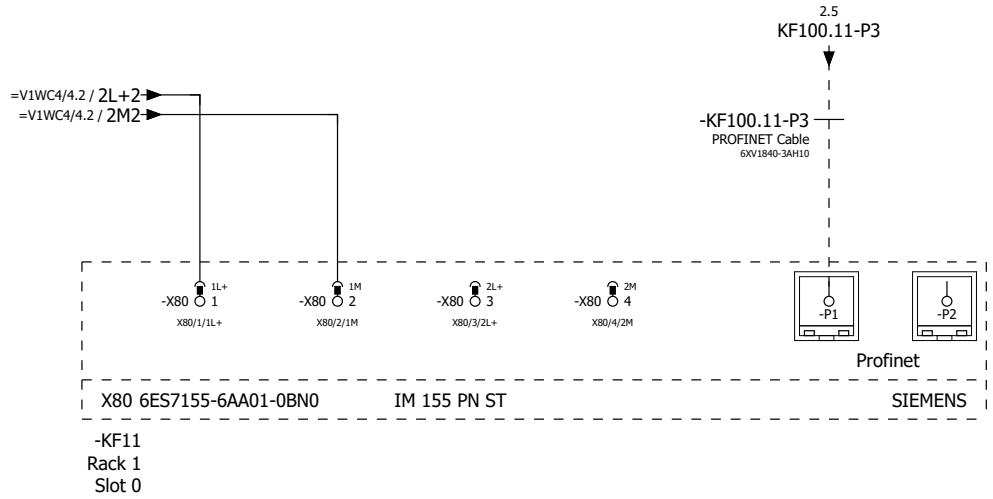 2.5
KF100.11-P3
=V1WC4/4.2 / 2L+2
=V1WC4/4.2 / 2M2
-KF100.11-P3
PROFINET Cable
6XV1840-3AH10
1L+ 1M 2L+ 2M
-X80 1 -X80 2 -X80 3 -X80 4 -P1 -P2
X80/1/1L+ X80/2/1M X80/3/2L+ X80/4/2M
Profinet
X80 6ES7155-6AA01-0BN0 IM 155 PN ST SIEMENS
-KF11
Rack 1
Slot 0